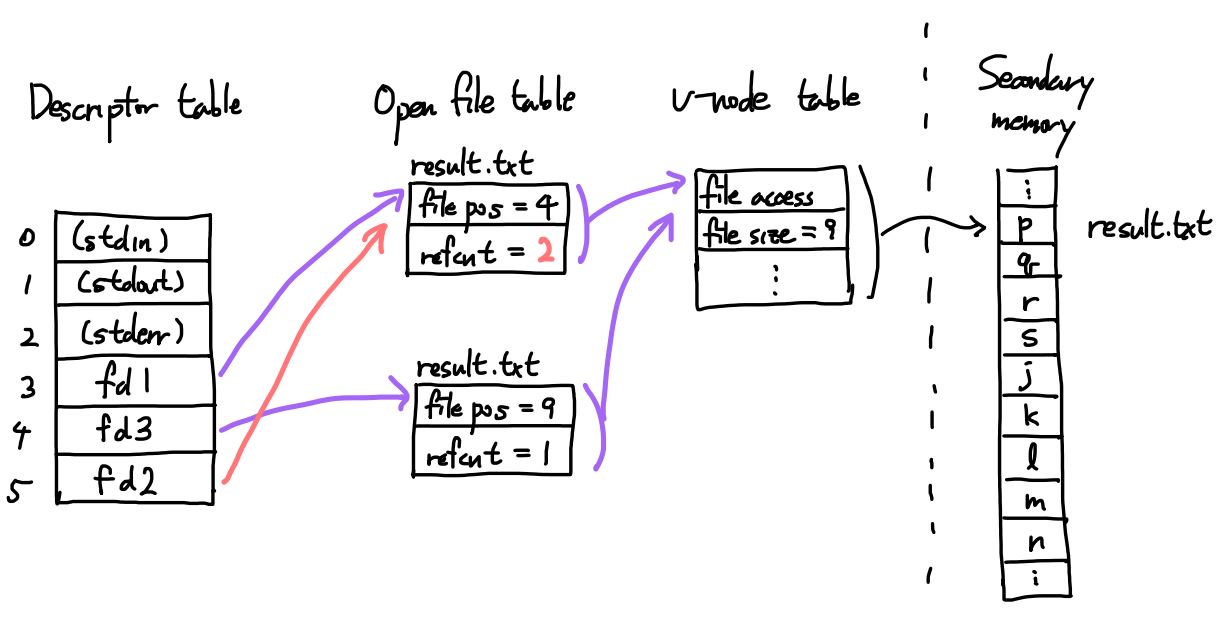 Descriptor table
0 (stdin)
1 (stdout)
2 (stderr)
3 fd1
4 fd3
5 fd2
Open file table
result.txt
file pos = 4
refcnt = 2
result.txt
file pos = 9
refcnt = 1
v-node table
file access
file size = 9
⋮
Secondary
memory
⋮
p
q
r
s
j
k
l
m
n
⋮
result.txt